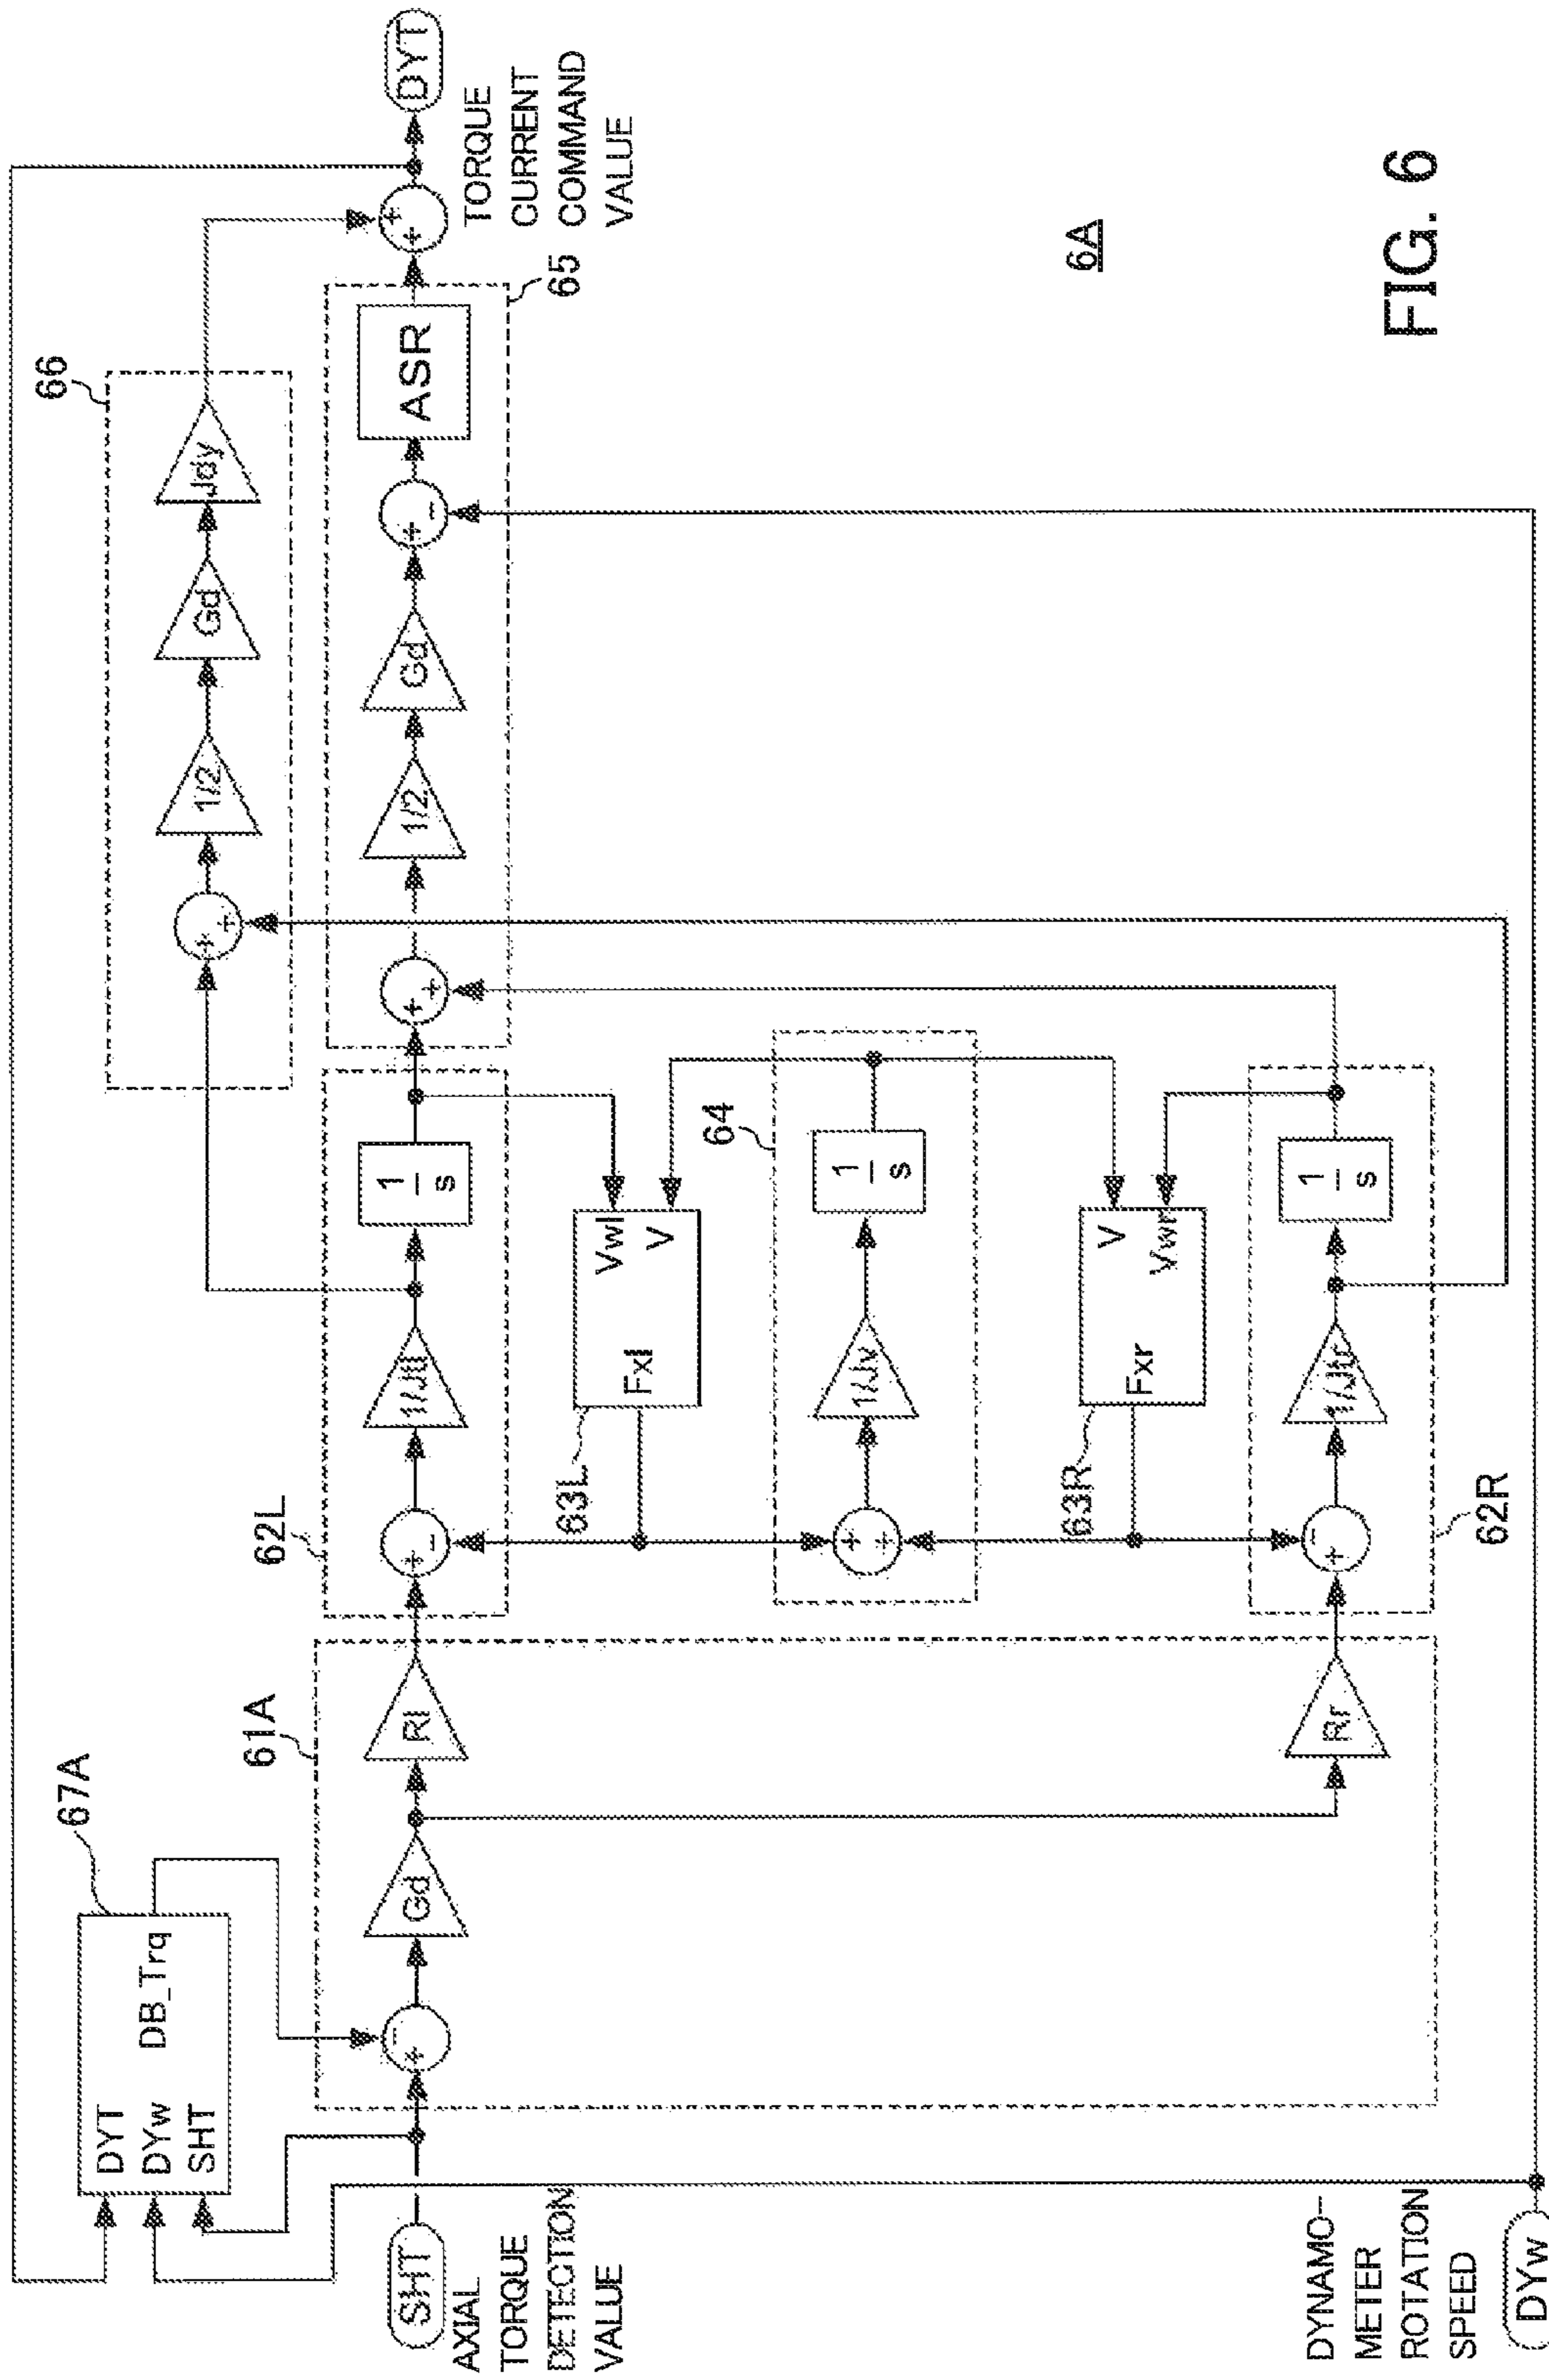 67A
DYT
DYw
SHT
DB_Trq
SHT
AXIAL
TORQUE
DETECTION
VALUE
61A
-
+
Gd
Rl
Rr
62L
+
-
1/Jtl
1
s
63L
Fxl
Vwl
V
64
+
+
1/Jv
1
s
63R
Fxr
V
Vwr
62R
-
+
1/Jtr
1
s
66
+
+
1/2
Gd
Jdy
65
+
+
1/2
Gd
+
-
ASR
+
+
DYT
TORQUE
CURRENT
COMMAND
VALUE
DYNAMO-
METER
ROTATION
SPEED
DYw
6A
FIG. 6